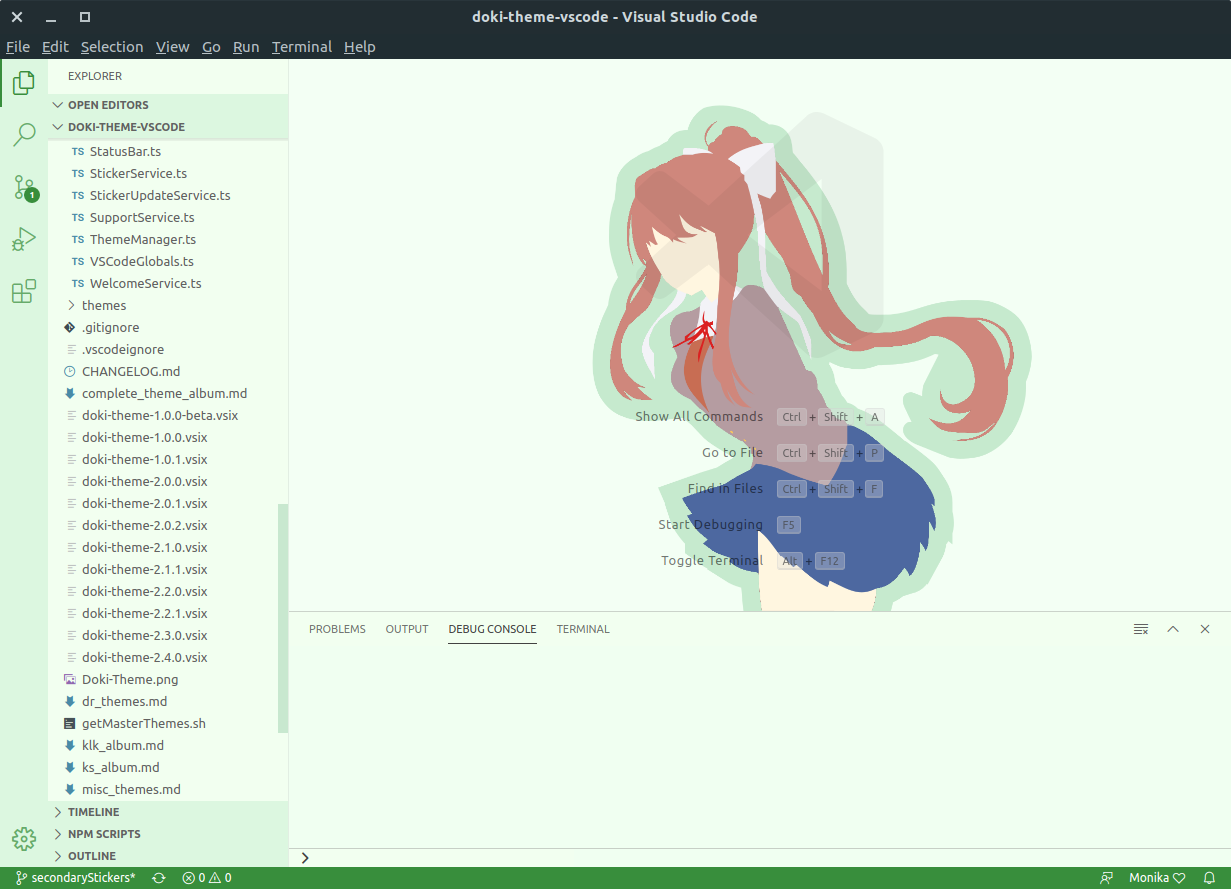 doki-theme-vscode - Visual Studio Code
File Edit Selection View Go Run Terminal Help
EXPLORER
OPEN EDITORS
DOKI-THEME-VSCODE
TS StatusBar.ts
TS StickerService.ts
TS StickerUpdateService.ts
TS SupportService.ts
TS ThemeManager.ts
TS VSCodeGlobals.ts
TS WelcomeService.ts
themes
.gitignore
.vscodeignore
CHANGELOG.md
complete_theme_album.md
doki-theme-1.0.0-beta.vsix
doki-theme-1.0.0.vsix
doki-theme-1.0.1.vsix
doki-theme-2.0.0.vsix
doki-theme-2.0.1.vsix
doki-theme-2.0.2.vsix
doki-theme-2.1.0.vsix
doki-theme-2.1.1.vsix
doki-theme-2.2.0.vsix
doki-theme-2.2.1.vsix
doki-theme-2.3.0.vsix
doki-theme-2.4.0.vsix
Doki-Theme.png
dr_themes.md
getMasterThemes.sh
klk_album.md
ks_album.md
misc_themes.md
TIMELINE
NPM SCRIPTS
OUTLINE
1
Show All Commands Ctrl + Shift + A
Go to File Ctrl + Shift + P
Find in Files Ctrl + Shift + F
Start Debugging F5
Toggle Terminal Alt + F12
PROBLEMS OUTPUT DEBUG CONSOLE TERMINAL
secondaryStickers* 0 0 Monika♡